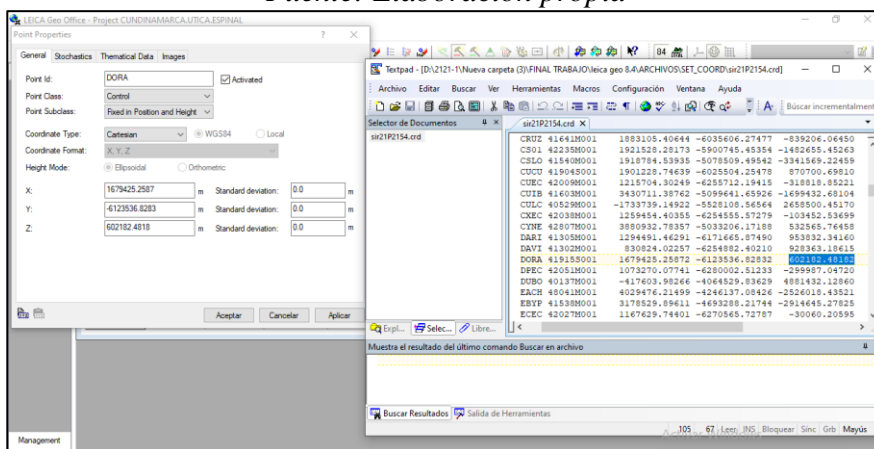 Fuente: Elaboración propia
LEICA Geo Office - Project CUNDINAMARCA.UTICA.ESPINAL
Point Properties
General Stochastics Thematical Data Images
Point Id: DORA Activated
Point Class: Control
Point Subclass: Fixed in Postion and Height
Coordinate Type: Cartesian WGS84 Local
Coordinate Format: X, Y, Z
Height Mode: Ellipsoidal Orthometric
X: 1679425.2587 m Standard deviation: 0.0 m
Y: -6123536.8283 m Standard deviation: 0.0 m
Z: 602182.4818 m Standard deviation: 0.0 m
Aceptar Cancelar Aplicar
Management
Textpad - [D:\2121-1\Nueva carpeta (3)\FINAL TRABAJO\leica geo 8.4\ARCHIVOS\SET_COORD\sir21P2154.crd]
Archivo Editar Buscar Ver Herramientas Macros Configuración Ventana Ayuda
Búscar incrementalment
Selector de Documentos
sir21P2154.crd
sir21P2154.crd
CRUZ 41641M001 1883105.40644 -6035606.27477 -839206.06450
CS01 42235M001 1921528.28173 -5900745.45354 -1482655.45263
CSLO 41540M001 1918784.53935 -5078509.49542 -3341569.22459
CUCU 41904S001 1901228.74639 -6025504.25478 870700.69810
CUEC 42009M001 1215704.30249 -6255712.19415 -318818.85221
CUIB 41603M001 3430711.38762 -5099641.65926 -1699432.68104
CULC 40529M001 -1733739.14922 -5528108.56564 2658500.45170
CXEC 42038M001 1259454.40355 -6254555.57279 -103452.53699
CYNE 42807M001 3880932.78357 -5033206.17188 532565.76458
DARI 41305M001 1294491.46291 -6171665.87490 953832.34160
DAVI 41302M001 830824.02257 -6254882.40210 928363.18615
DORA 41915S001 1679425.25872 -6123536.82832 602182.48182
DPEC 42051M001 1073270.07741 -6280002.51233 -299987.04720
DUBO 40137M001 -417603.98266 -4064529.83629 4881432.12860
EACH 48041M001 4029476.21499 -4246137.08426 -2526018.43521
EBYP 41538M001 3178529.89611 -4693288.21744 -2914645.27825
ECEC 42027M001 1167629.74401 -6270565.72787 -30060.20595
Expl... Selec... Libre...
Muestra el resultado del último comando Buscar en archivo
Buscar Resultados Salida de Herramientas
105 67 Leer INS Bloquear Sínc Grb Mayús